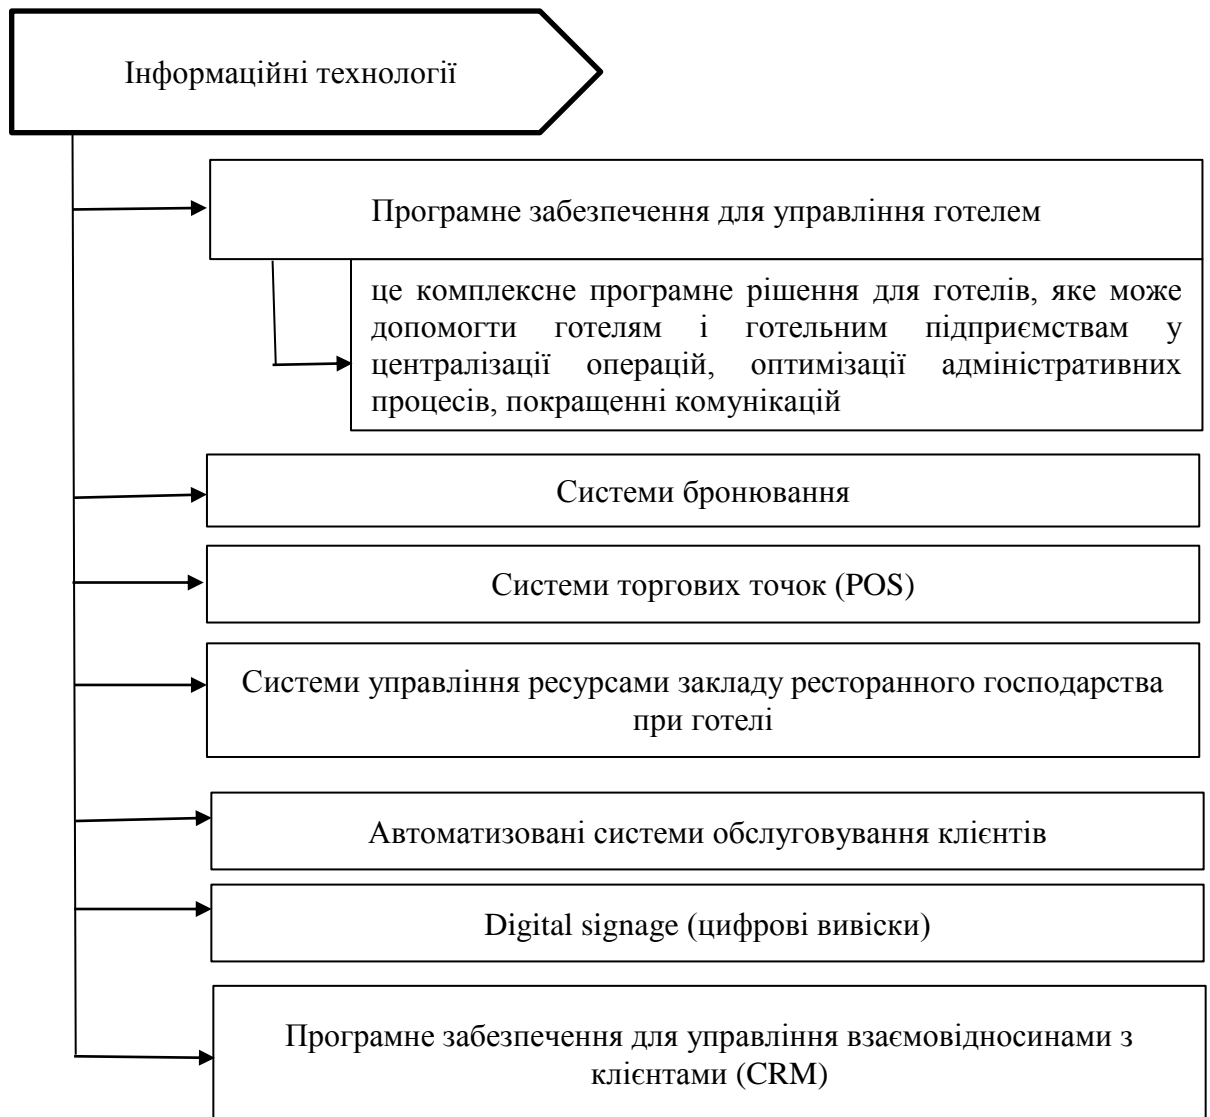 Інформаційні технології
Програмне забезпечення для управління готелем
це комплексне програмне рішення для готелів, яке може
допомогти готелям і готельним підприємствам у
централізації операцій, оптимізації адміністративних
процесів, покращенні комунікацій
Системи бронювання
Системи торгових точок (POS)
Системи управління ресурсами закладу ресторанного господарства
при готелі
Автоматизовані системи обслуговування клієнтів
Digital signage (цифрові вивіски)
Програмне забезпечення для управління взаємовідносинами з
клієнтами (CRM)